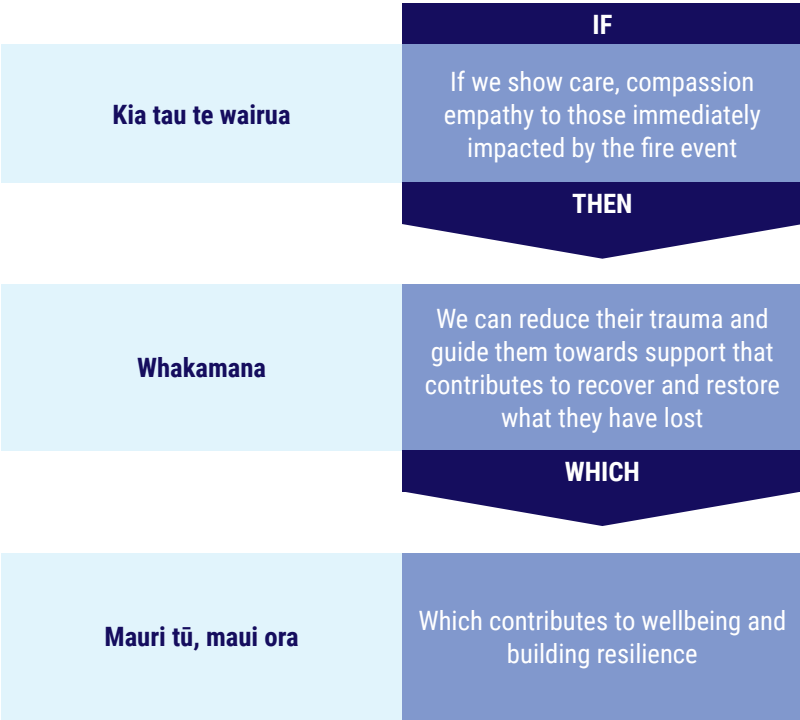 IF
Kia tau te wairua
If we show care, compassion
empathy to those immediately
impacted by the fire event
THEN
Whakamana
We can reduce their trauma and
guide them towards support that
contributes to recover and restore
what they have lost
WHICH
Mauri tū, maui ora
Which contributes to wellbeing and
building resilience